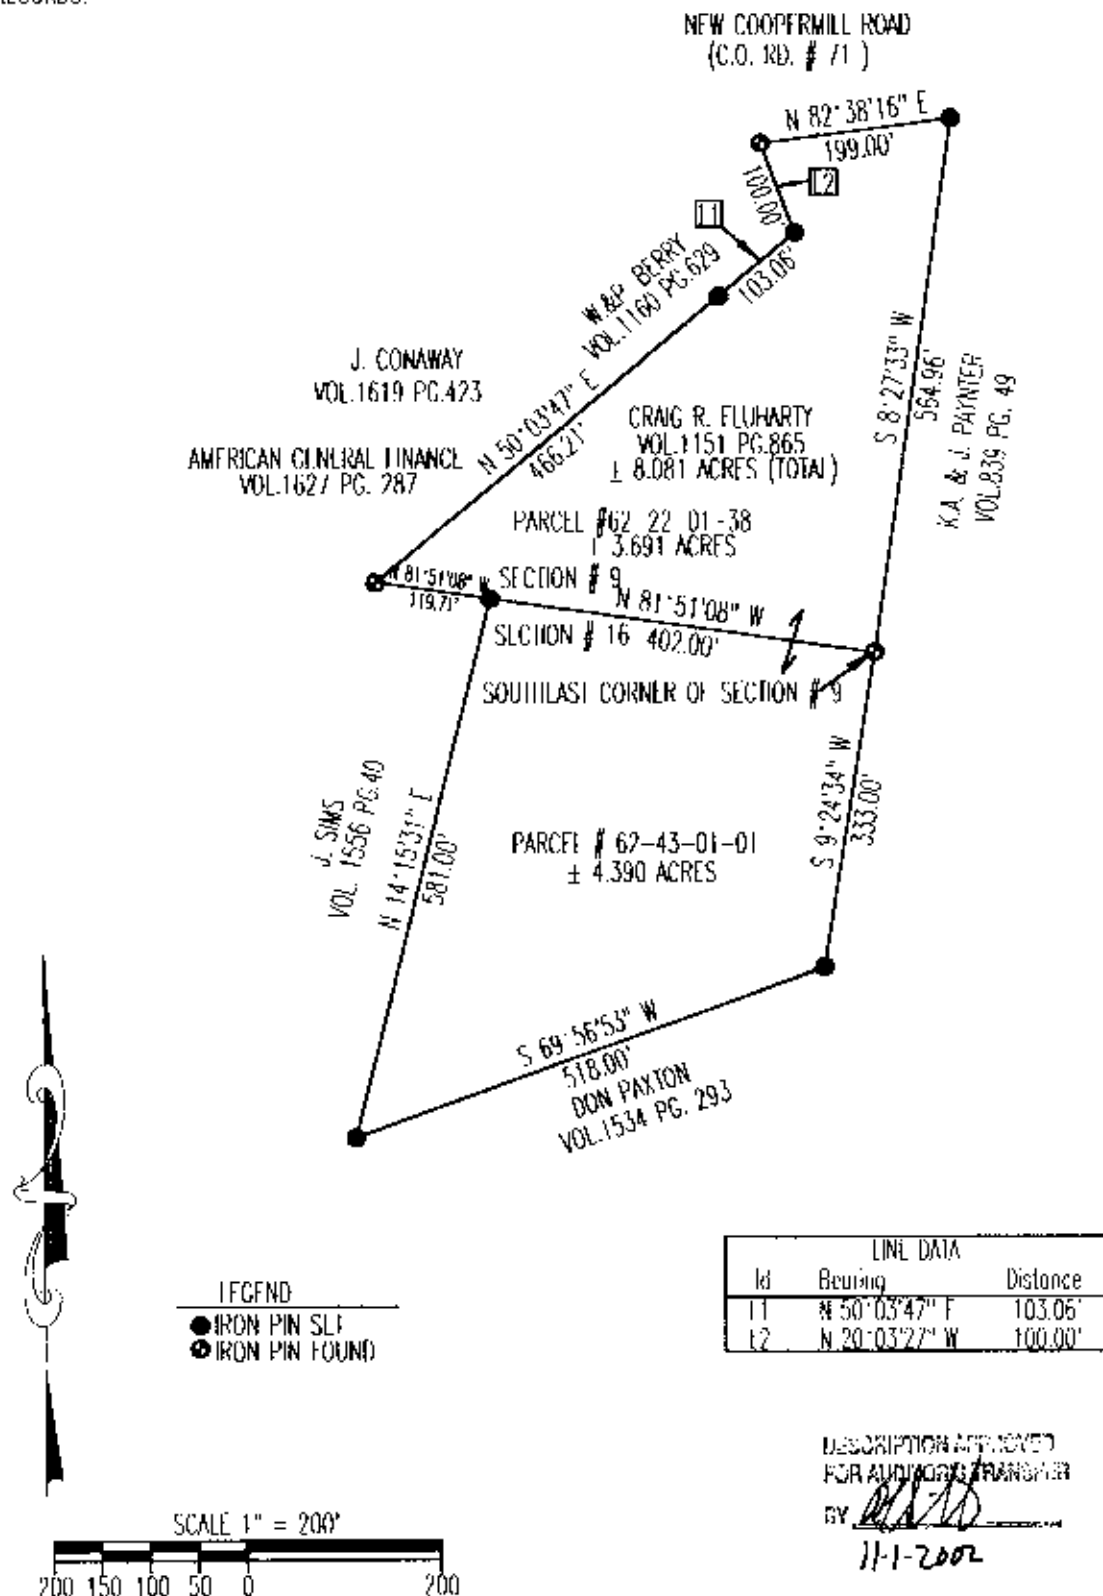 RECORDS.
NEW COOPERMILL ROAD
(C.O. RD. # 71 )
N 82°38'16" E
199.00'
L2
100.00'
L1
103.06'
W.&P. BERRY
VOL.1160 PG.629
J. CONAWAY
VOL.1619 PG.423
N 50°03'47" E
466.21'
AMERICAN GENERAL FINANCE
VOL.1627 PG. 287
CRAIG R. FLUHARTY
VOL.1151 PG.865
± 8.081 ACRES (TOTAL)
S 8°27'33" W
564.96'
K.A. & J. PAYNTER
VOL.839 PG. 49
PARCEL #62 22 01-38
± 3.691 ACRES
N 81°51'08" W
119.71'
SECTION # 9
N 81°51'08" W
SECTION # 16
402.00'
SOUTHEAST CORNER OF SECTION # 9
J. SIMS
VOL. 1556 PG.40
N 14°15'31" E
581.00'
PARCEL # 62-43-01-01
± 4.390 ACRES
S 9°24'34" W
333.00'
S 69°56'53" W
518.00'
DON PAXTON
VOL.1534 PG. 293
LEGEND
IRON PIN SET
IRON PIN FOUND
LINE DATA
Id Bearing Distance
L1 N 50°03'47" E 103.06'
L2 N 20°03'27" W 100.00'
DESCRIPTION APPROVED
FOR AUDITORS TRANSFER
BY
11-1-2002
SCALE 1" = 200'
200 150 100 50 0 200